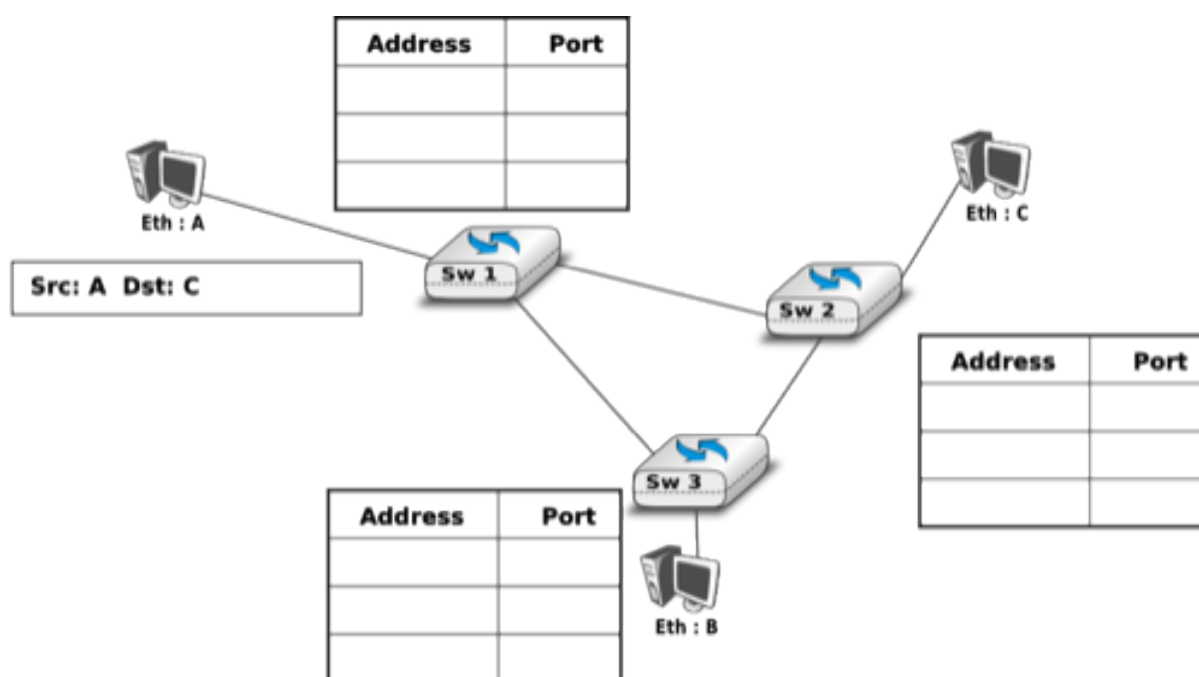 Address Port
Eth : A
Eth : C
Src: A Dst: C
Sw 1
Sw 2
Address Port
Sw 3
Address Port
Eth : B